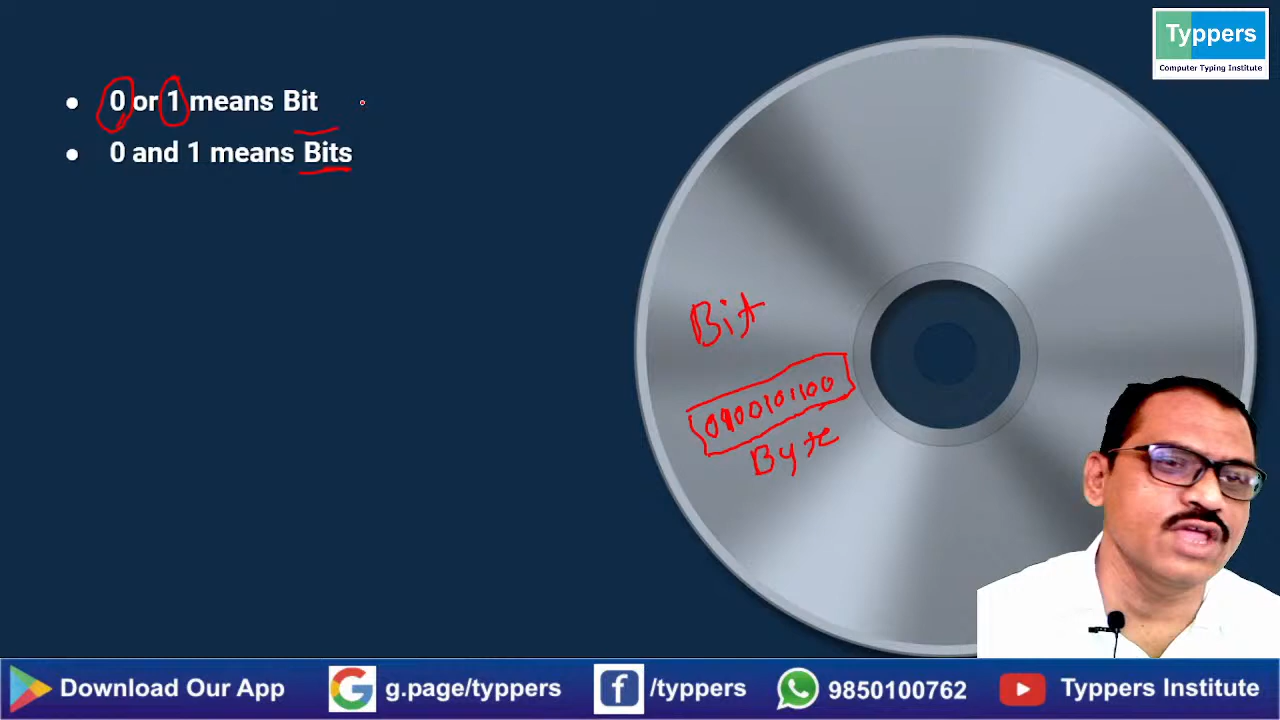 Typpers
Computer Typing Institute
• 0 or 1 means Bit
• 0 and 1 means Bits
Bit
Byte
Download Our App
g.page/typpers
/typpers
9850100762
Typpers Institute